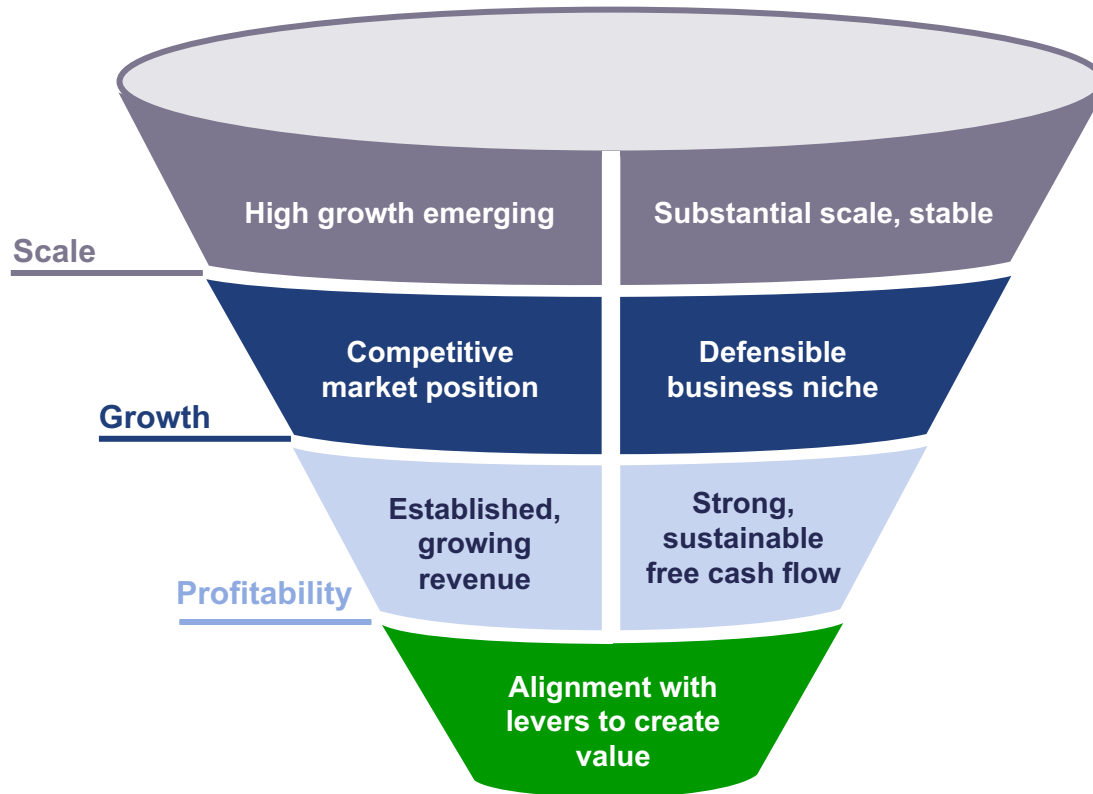 High growth emerging
Substantial scale, stable
Scale
Competitive
market position
Defensible
business niche
Growth
Established,
growing
revenue
Strong,
sustainable
free cash flow
Profitability
Alignment with
levers to create
value